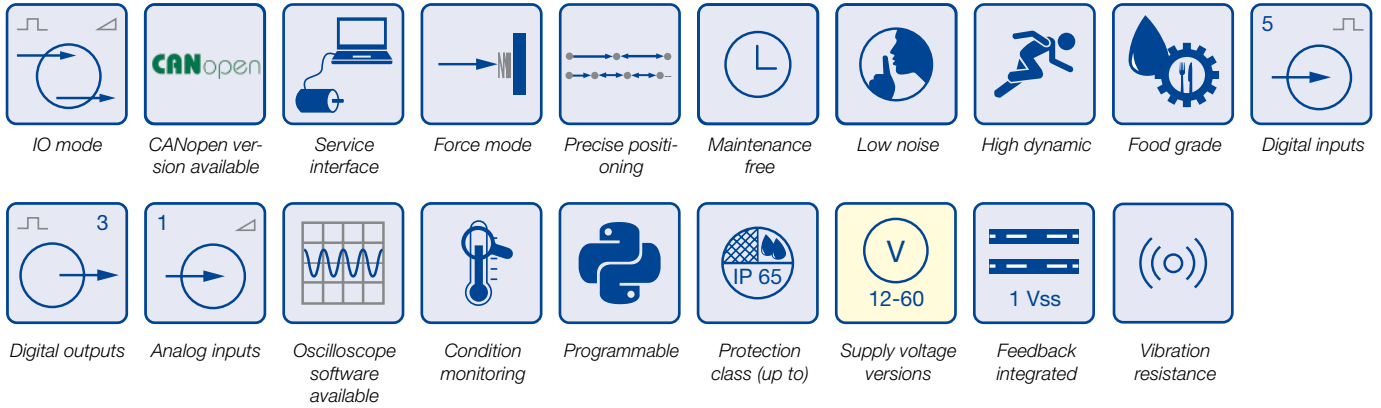 IO mode
CANopen
CANopen ver-
sion available
Service
interface
Force mode
Precise positi-
oning
Maintenance
free
Low noise
High dynamic
Food grade
5
Digital inputs
3
Digital outputs
1
Analog inputs
Oscilloscope
software
available
Condition
monitoring
Programmable
IP 65
Protection
class (up to)
V
12-60
Supply voltage
versions
1 Vss
Feedback
integrated
Vibration
resistance